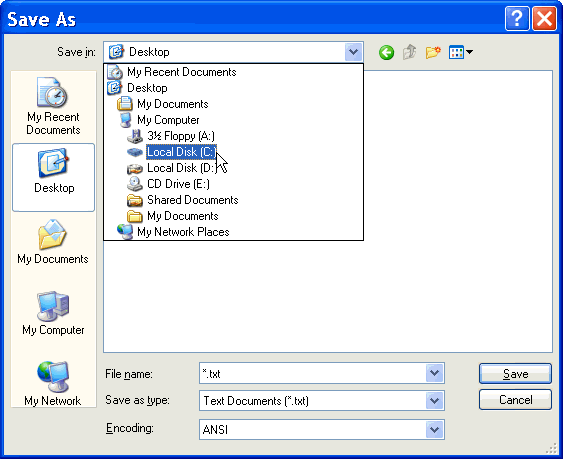 Save As
Save in: Desktop
My Recent Documents
Desktop
My Documents
My Computer
3½ Floppy (A:)
Local Disk (C:)
Local Disk (D:)
CD Drive (E:)
Shared Documents
My Documents
My Network Places
My Recent
Documents
Desktop
My Documents
My Computer
My Network
File name: *.txt
Save
Save as type: Text Documents (*.txt)
Cancel
Encoding: ANSI